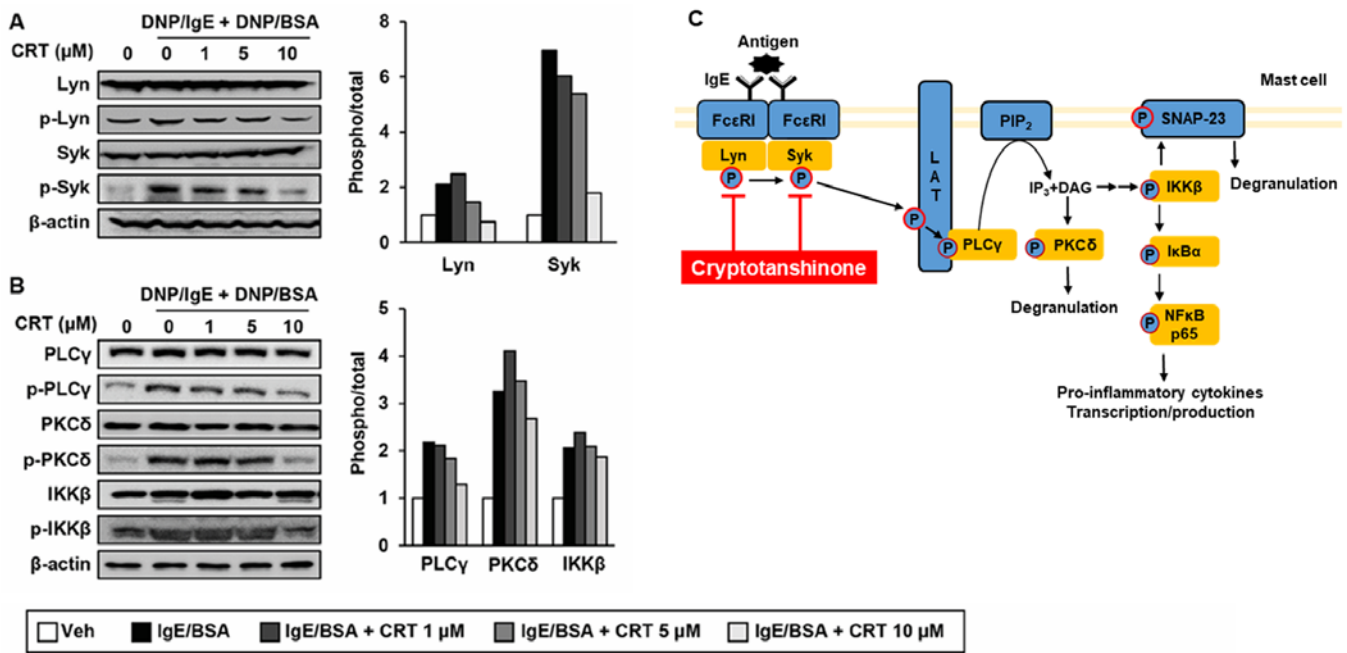 A
DNP/IgE + DNP/BSA
CRT (µM) 0 0 1 5 10
Lyn
p-Lyn
Syk
p-Syk
β-actin
Phospho/total
8
6
4
2
0
Lyn Syk
B
DNP/IgE + DNP/BSA
CRT (µM) 0 0 1 5 10
PLCγ
p-PLCγ
PKCδ
p-PKCδ
IKKβ
p-IKKβ
β-actin
Phospho/total
5
4
3
2
1
0
PLCγ PKCδ IKKβ
C
Antigen
IgE
Mast cell
FcεRI FcεRI
Lyn Syk
P P
Cryptotanshinone
LAT
P
P PLCγ
PIP2
IP3+DAG
P PKCδ
Degranulation
P SNAP-23
Degranulation
P IKKβ
P IκBα
P NFκB
p65
Pro-inflammatory cytokines
Transcription/production
Veh IgE/BSA IgE/BSA + CRT 1 µM IgE/BSA + CRT 5 µM IgE/BSA + CRT 10 µM